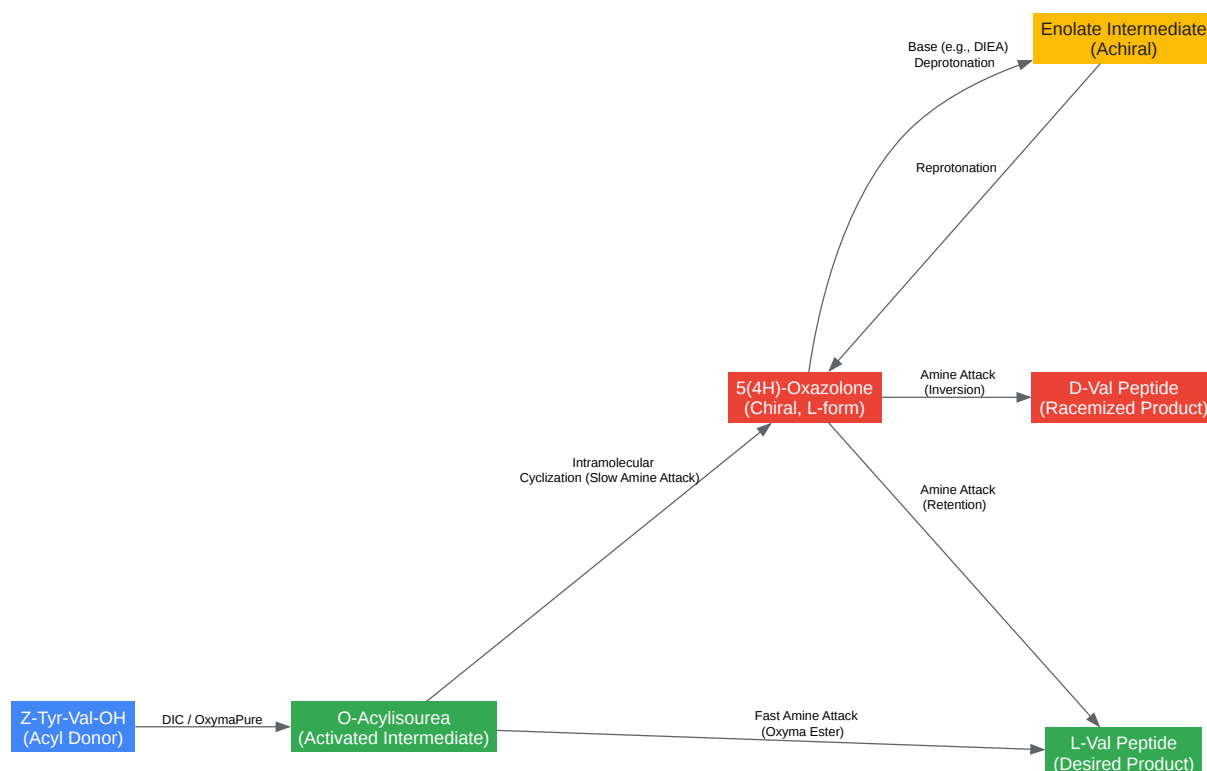 Enolate Intermediate
(Achiral)
Base (e.g., DIEA)
Deprotonation
Reprotonation
5(4H)-Oxazolone
(Chiral, L-form)
Amine Attack
(Inversion)
D-Val Peptide
(Racemized Product)
Intramolecular
Cyclization (Slow Amine Attack)
Amine Attack
(Retention)
Z-Tyr-Val-OH
(Acyl Donor)
DIC / OxymaPure
O-Acylisourea
(Activated Intermediate)
Fast Amine Attack
(Oxyma Ester)
L-Val Peptide
(Desired Product)